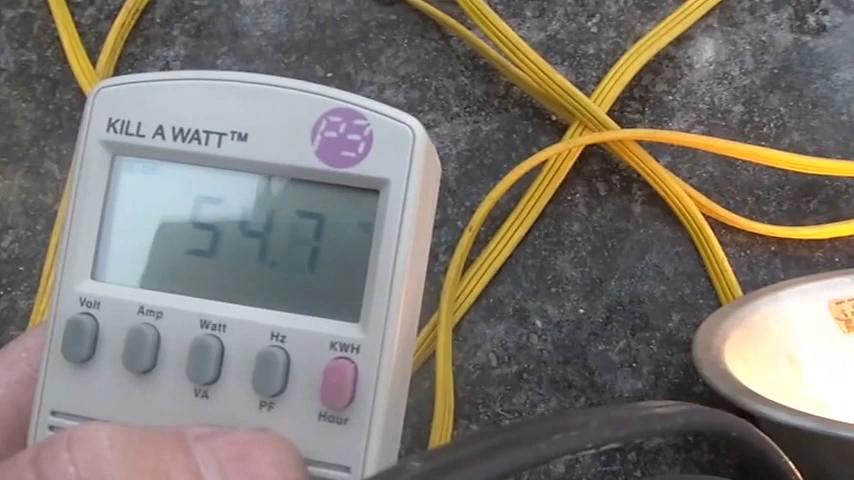 KILL A WATT™
P3
54.7
Volt Amp Watt Hz KWH
VA PF Hour